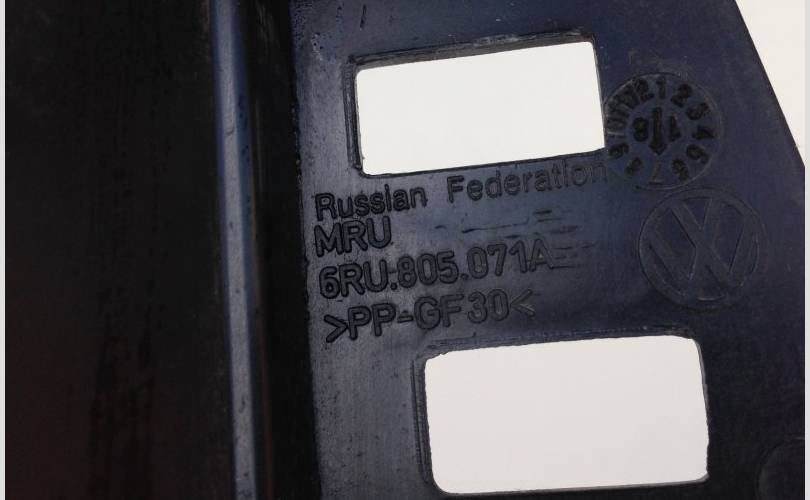 Russian Federation
MRU
6RU.805.071A
>PP-GF30<